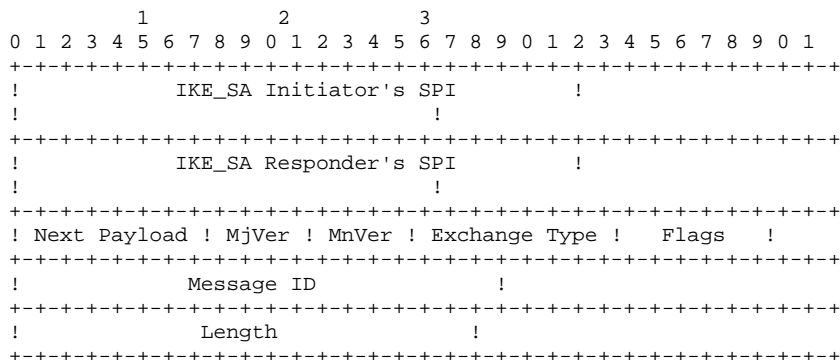 1 2 3
0 1 2 3 4 5 6 7 8 9 0 1 2 3 4 5 6 7 8 9 0 1 2 3 4 5 6 7 8 9 0 1
+-+-+-+-+-+-+-+-+-+-+-+-+-+-+-+-+-+-+-+-+-+-+-+-+-+-+-+-+-+-+-+-+
! IKE_SA Initiator's SPI !
! !
+-+-+-+-+-+-+-+-+-+-+-+-+-+-+-+-+-+-+-+-+-+-+-+-+-+-+-+-+-+-+-+-+
! IKE_SA Responder's SPI !
! !
+-+-+-+-+-+-+-+-+-+-+-+-+-+-+-+-+-+-+-+-+-+-+-+-+-+-+-+-+-+-+-+-+
! Next Payload ! MjVer ! MnVer ! Exchange Type ! Flags !
+-+-+-+-+-+-+-+-+-+-+-+-+-+-+-+-+-+-+-+-+-+-+-+-+-+-+-+-+-+-+-+-+
! Message ID !
+-+-+-+-+-+-+-+-+-+-+-+-+-+-+-+-+-+-+-+-+-+-+-+-+-+-+-+-+-+-+-+-+
! Length !
+-+-+-+-+-+-+-+-+-+-+-+-+-+-+-+-+-+-+-+-+-+-+-+-+-+-+-+-+-+-+-+-+